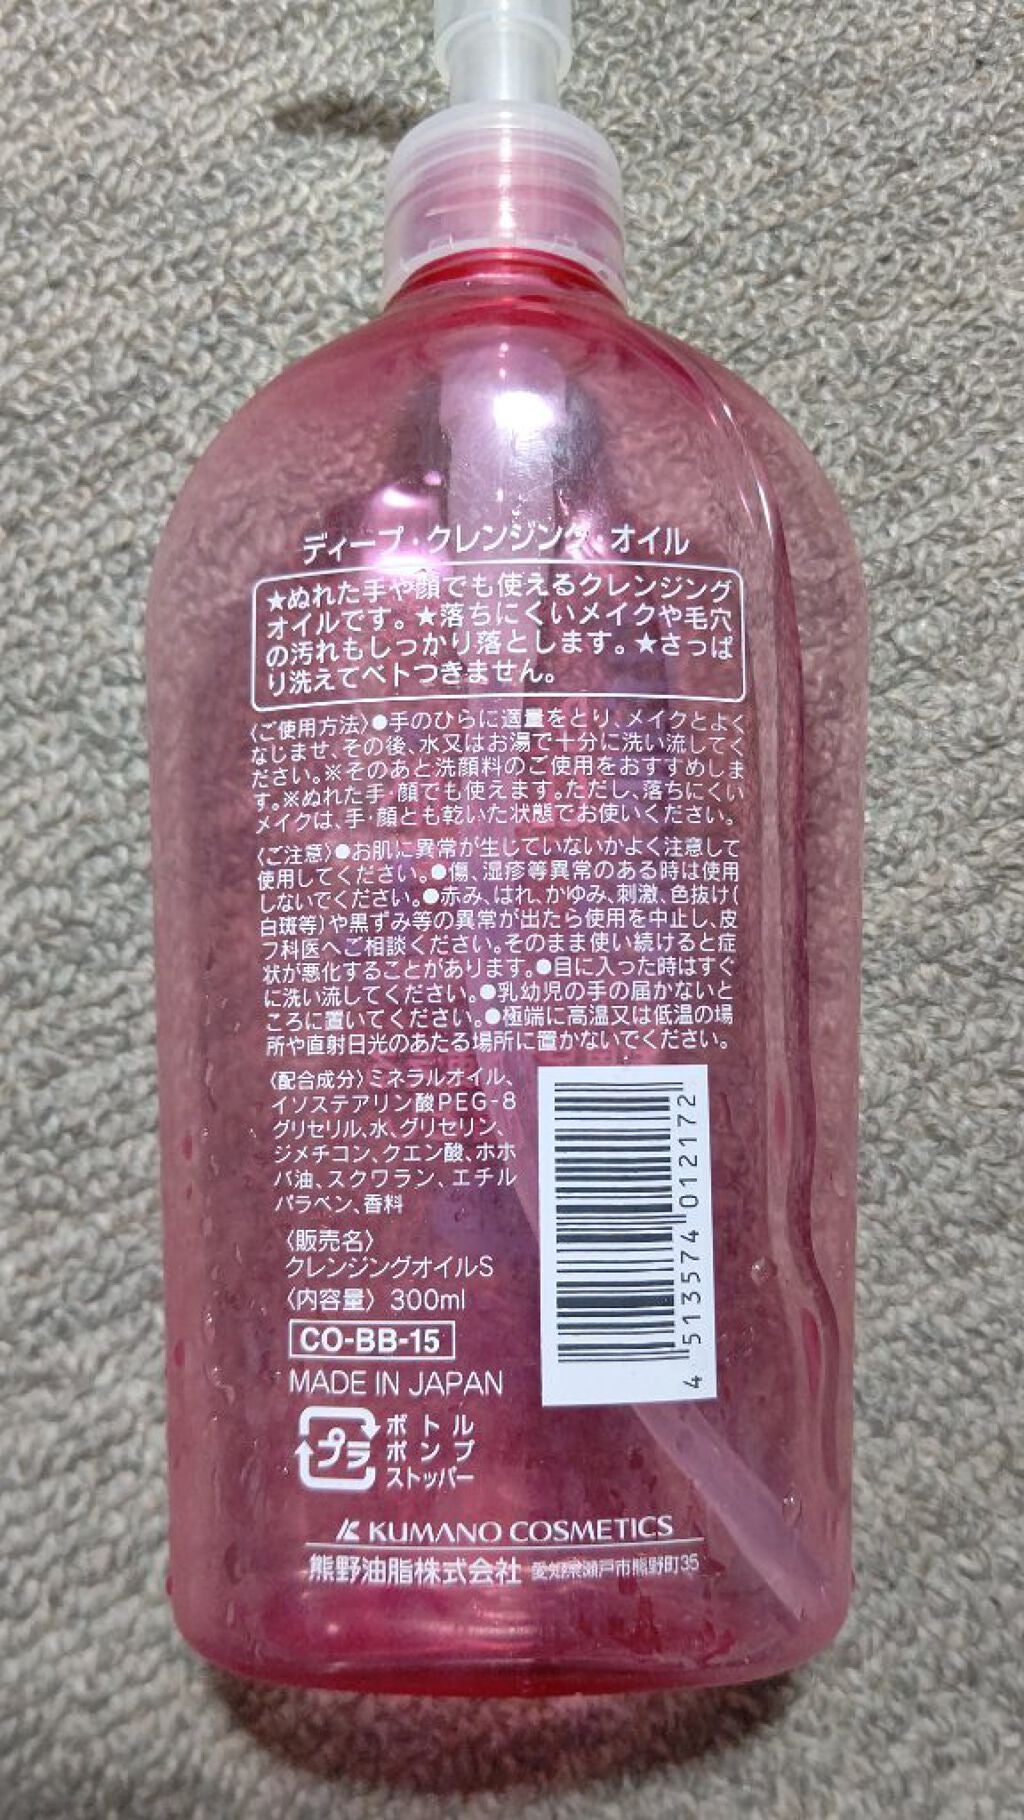 ディープ・クレンジング・オイル
★ぬれた手や顔でも使えるクレンジング
オイルです。★落ちにくいメイクや毛穴
の汚れもしっかり落とします。★さっぱ
り洗えてベトつきません。
〈ご使用方法〉●手のひらに適量をとり、メイクとよく
なじませ、その後、水又はお湯で十分に洗い流してく
ださい。※そのあと洗顔料のご使用をおすすめしま
す。※ぬれた手・顔でも使えます。ただし、落ちにくい
メイクは、手・顔とも乾いた状態でお使いください。
〈ご注意〉●お肌に異常が生じていないかよく注意して
使用してください。●傷、湿疹等異常のある時は使用
しないでください。●赤み、はれ、かゆみ、刺激、色抜け(
白斑等)や黒ずみ等の異常が出たら使用を中止し、皮
フ科医へご相談ください。そのまま使い続けると症
状が悪化することがあります。●目に入った時はすぐ
に洗い流してください。●乳幼児の手の届かないと
ころに置いてください。●極端に高温又は低温の場
所や直射日光のあたる場所に置かないでください。
〈配合成分〉ミネラルオイル、
イソステアリン酸PEG-8
グリセリル、水、グリセリン、
ジメチコン、クエン酸、ホホ
バ油、スクワラン、エチル
パラベン、香料
〈販売名〉
クレンジングオイルS
〈内容量〉300ml
CO-BB-15
MADE IN JAPAN
プラ
ボトル
ポンプ
ストッパー
4 513574 012172
KUMANO COSMETICS
熊野油脂株式会社 愛知県瀬戸市熊野町35